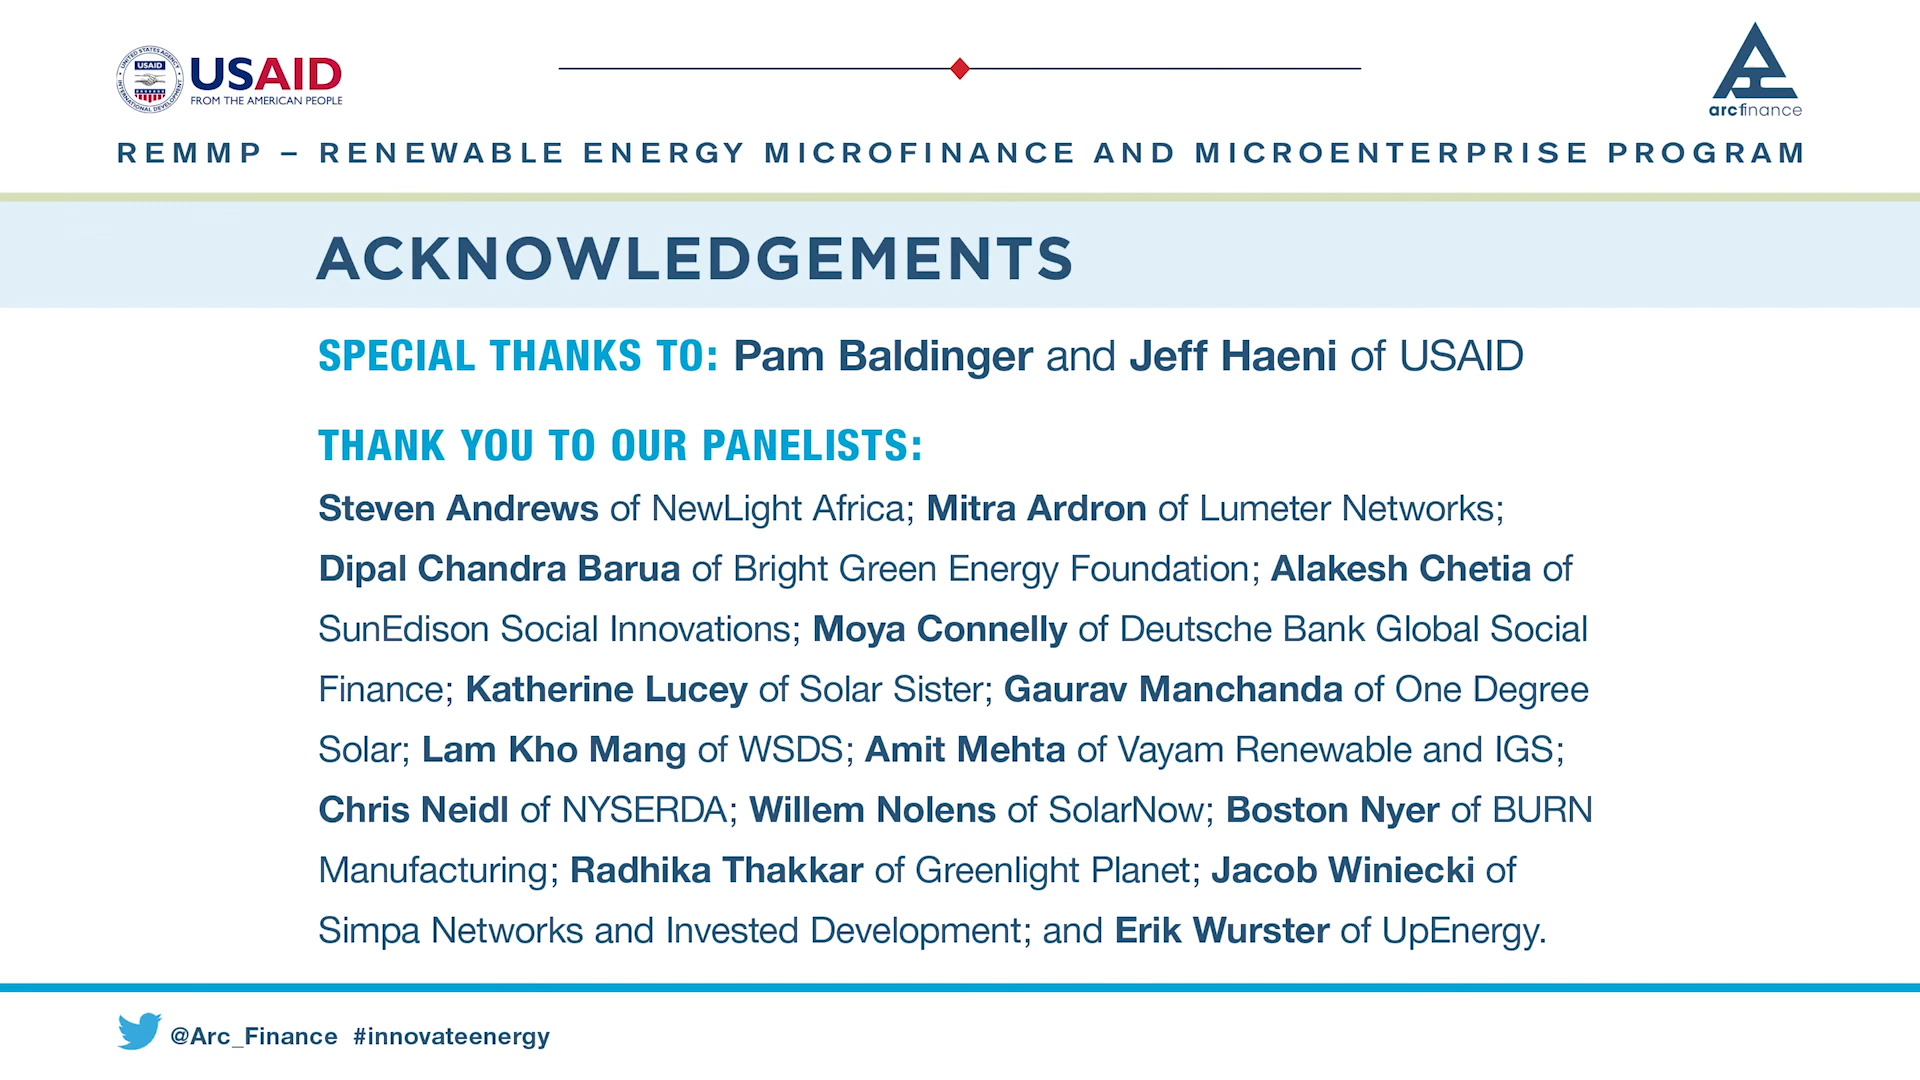 UNITED STATES AGENCY
USAID
INTERNATIONAL DEVELOPMENT
USAID
FROM THE AMERICAN PEOPLE
arcfinance
REMMP – RENEWABLE ENERGY MICROFINANCE AND MICROENTERPRISE PROGRAM
ACKNOWLEDGEMENTS
SPECIAL THANKS TO: Pam Baldinger and Jeff Haeni of USAID
THANK YOU TO OUR PANELISTS:
Steven Andrews of NewLight Africa; Mitra Ardron of Lumeter Networks;
Dipal Chandra Barua of Bright Green Energy Foundation; Alakesh Chetia of
SunEdison Social Innovations; Moya Connelly of Deutsche Bank Global Social
Finance; Katherine Lucey of Solar Sister; Gaurav Manchanda of One Degree
Solar; Lam Kho Mang of WSDS; Amit Mehta of Vayam Renewable and IGS;
Chris Neidl of NYSERDA; Willem Nolens of SolarNow; Boston Nyer of BURN
Manufacturing; Radhika Thakkar of Greenlight Planet; Jacob Winiecki of
Simpa Networks and Invested Development; and Erik Wurster of UpEnergy.
@Arc_Finance #innovateenergy